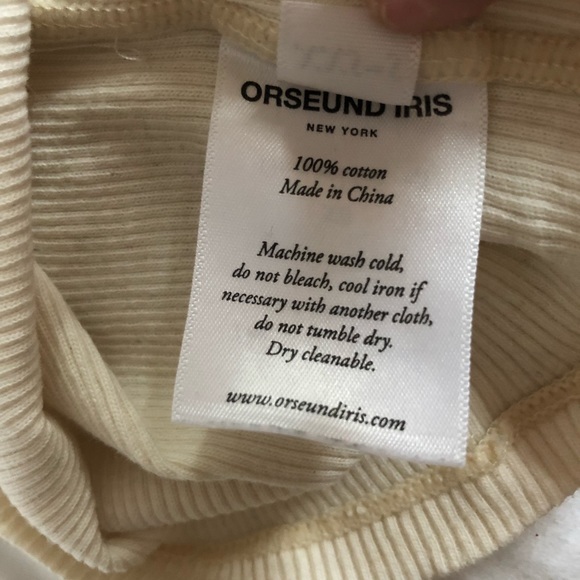 ORSEUND IRIS
NEW YORK
100% cotton
Made in China
Machine wash cold,
do not bleach, cool iron if
necessary with another cloth,
do not tumble dry.
Dry cleanable.
www.orseundiris.com